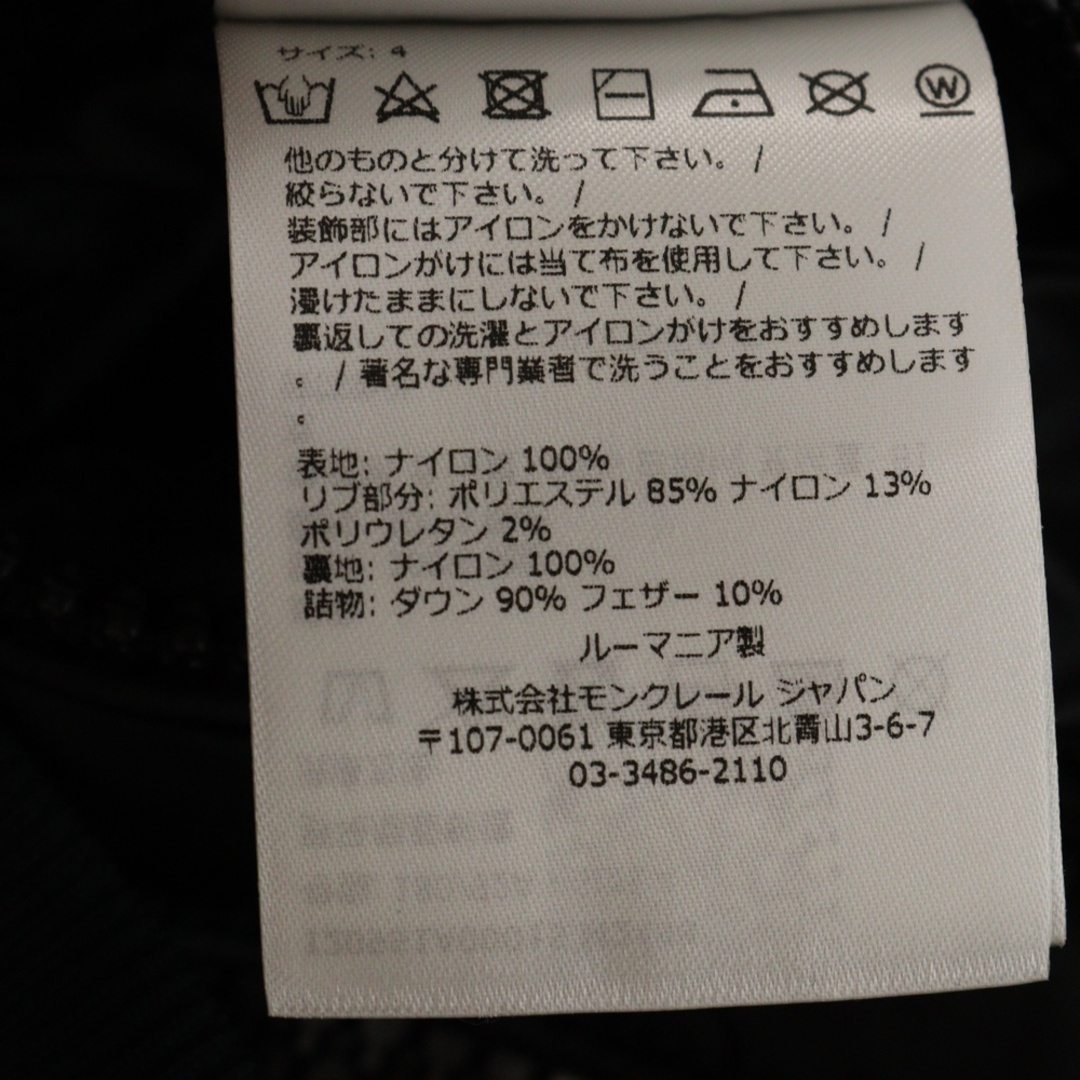 サイズ: 4
W
他のものと分けて洗って下さい。 /
絞らないで下さい。 /
装飾部にはアイロンをかけないで下さい。 /
アイロンがけには当て布を使用して下さい。 /
浸けたままにしないで下さい。 /
裏返しての洗濯とアイロンがけをおすすめします
。 / 著名な専門業者で洗うことをおすすめします
。
表地: ナイロン 100%
リブ部分: ポリエステル 85% ナイロン 13%
ポリウレタン 2%
裏地: ナイロン 100%
詰物: ダウン 90% フェザー 10%
ルーマニア製
株式会社モンクレール ジャパン
〒107-0061 東京都港区北青山3-6-7
03-3486-2110